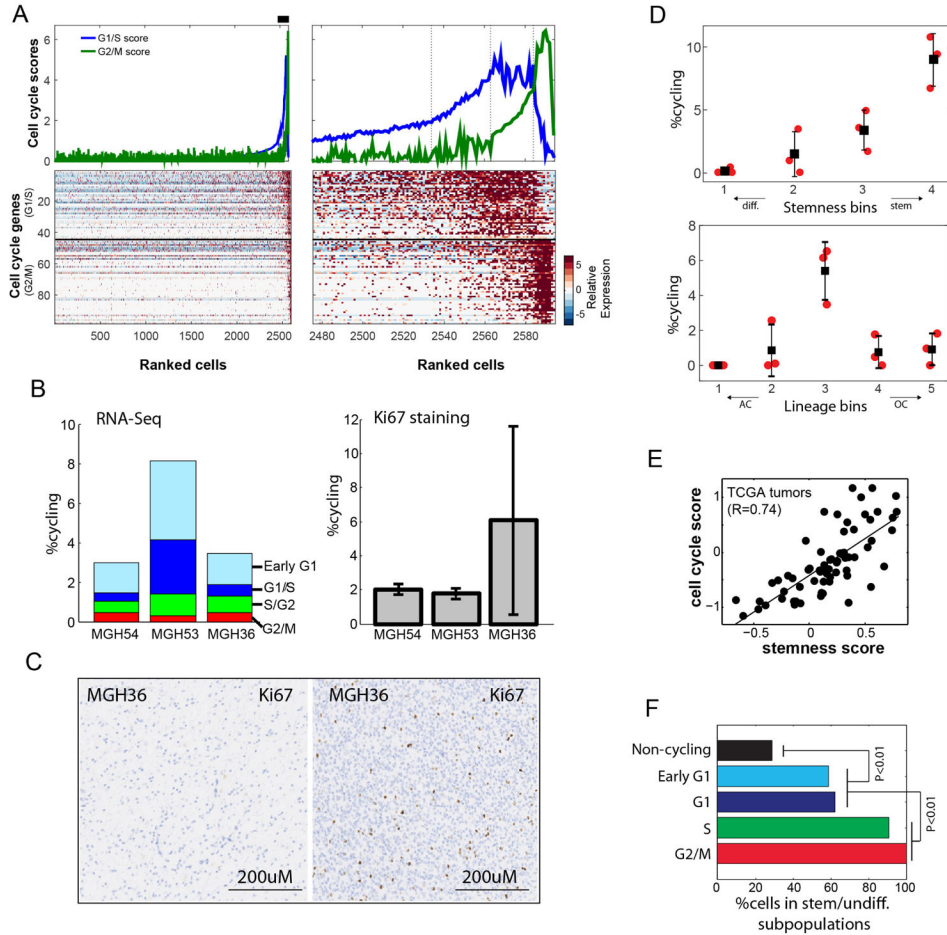 A
G1/S score
G2/M score
Cell cycle scores
6
4
2
0
Cell cycle genes
(G1/S)
(G2/M)
20
40
60
80
500
1000
1500
2000
2500
Ranked cells
2480
2500
2520
2540
2560
2580
Ranked cells
5
0
-5
Relative
Expression
B
RNA-Seq
%cycling
10
8
6
4
2
0
MGH54
MGH53
MGH36
Early G1
G1/S
S/G2
G2/M
Ki67 staining
%cycling
12
10
8
6
4
2
0
MGH54
MGH53
MGH36
C
MGH36
Ki67
200uM
MGH36
Ki67
200uM
D
%cycling
10
5
0
1
2
3
4
diff.
Stemness bins
stem
%cycling
8
6
4
2
0
1
2
3
4
5
AC
Lineage bins
OC
E
TCGA tumors
(R=0.74)
cell cycle score
1
0
−1
−0.5
0
0.5
stemness score
F
Non-cycling
Early G1
G1
S
G2/M
P<0.01
P<0.01
0
20
40
60
80
100
%cells in stem/undiff.
subpopulations